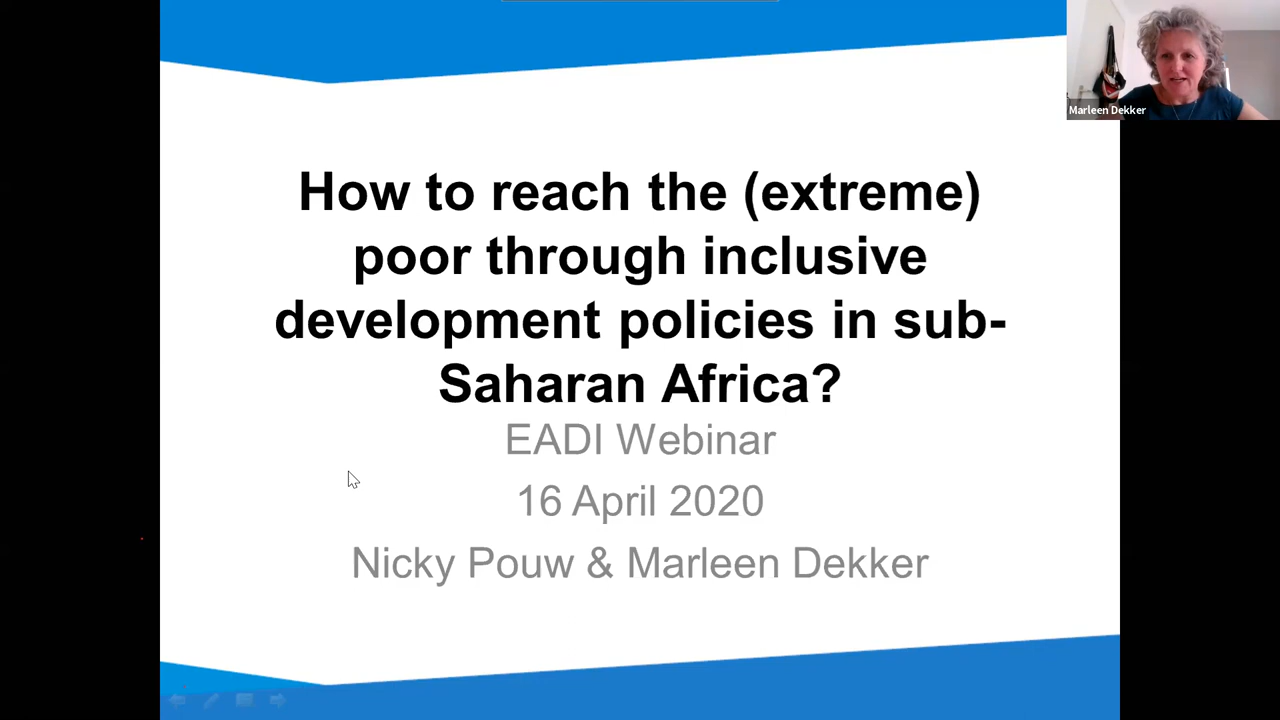 Marleen Dekker
How to reach the (extreme)
poor through inclusive
development policies in sub-
Saharan Africa?
EADI Webinar
16 April 2020
Nicky Pouw & Marleen Dekker